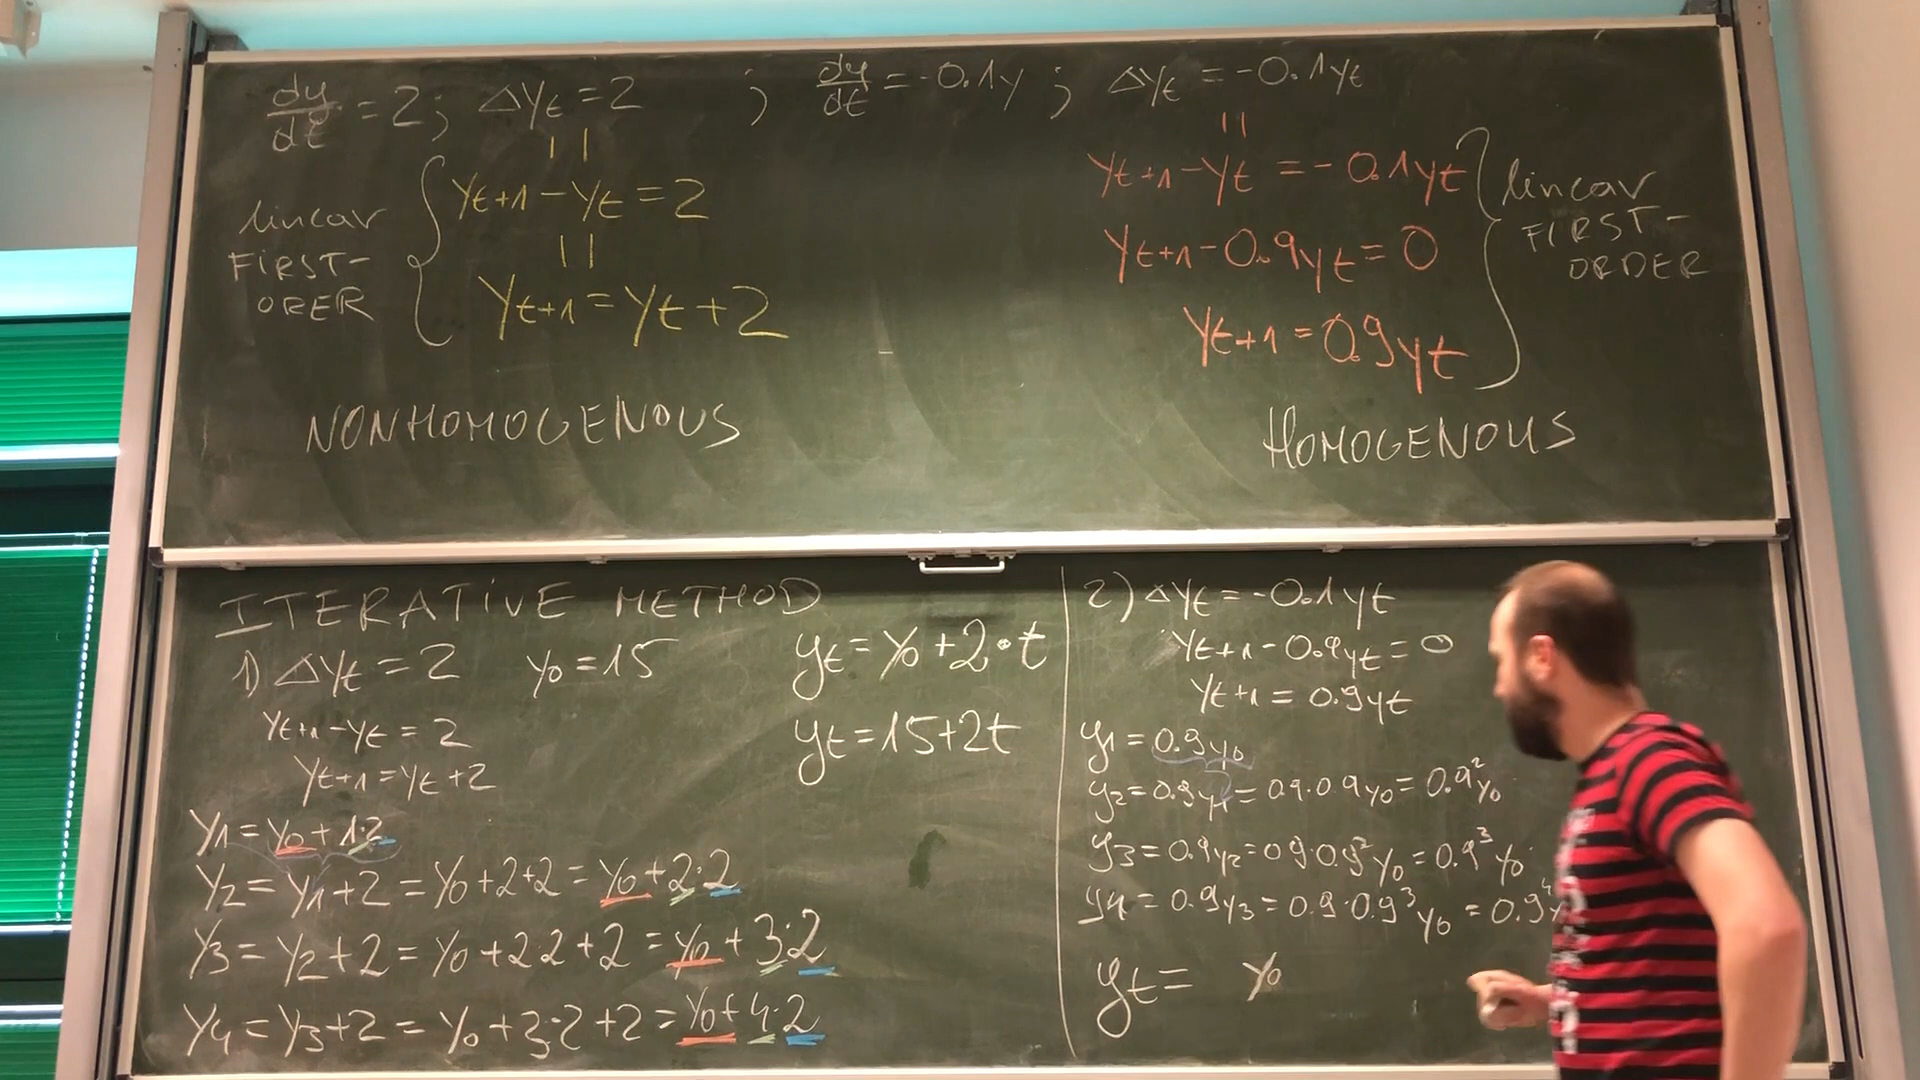 dy/dt = 2; Δyt = 2 ; dy/dt = -0.1y; Δyt = -0.1yt
||
yt+1 - yt = 2
||
yt+1 = yt + 2
linear
FIRST-
ORER
NONHOMOGENOUS
||
yt+1 - yt = -0.1yt
yt+1 - 0.9yt = 0
yt+1 = 0.9yt
linear
FIRST-
ORDER
HOMOGENOUS
ITERATIVE METHOD
1) Δyt = 2 y0 = 15
yt+1 - yt = 2
yt+1 = yt + 2
yt = y0 + 2·t
yt = 15 + 2t
y1 = y0 + 1·2
y2 = y1 + 2 = y0 + 2 + 2 = y0 + 2·2
y3 = y2 + 2 = y0 + 2·2 + 2 = y0 + 3·2
y4 = y3 + 2 = y0 + 3·2 + 2 = y0 + 4·2
2) Δyt = -0.1yt
yt+1 - 0.9yt = 0
yt+1 = 0.9yt
y1 = 0.9y0
y2 = 0.9y1 = 0.9·0.9y0 = 0.9²y0
y3 = 0.9y2 = 0.9·0.9²y0 = 0.9³y0
y4 = 0.9y3 = 0.9·0.9³y0 = 0.9⁴y
yt = y0